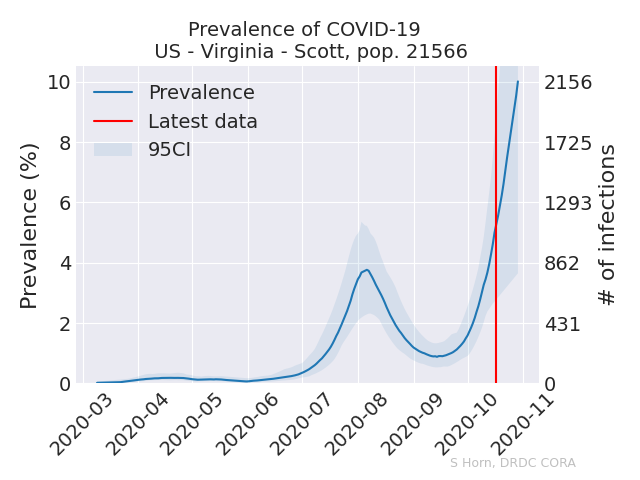 Prevalence of COVID-19
US - Virginia - Scott, pop. 21566
Prevalence
Latest data
95CI
Prevalence (%)
10
8
6
4
2
0
2156
1725
1293
862
431
0
# of infections
2020-03
2020-04
2020-05
2020-06
2020-07
2020-08
2020-09
2020-10
2020-11
S Horn, DRDC CORA